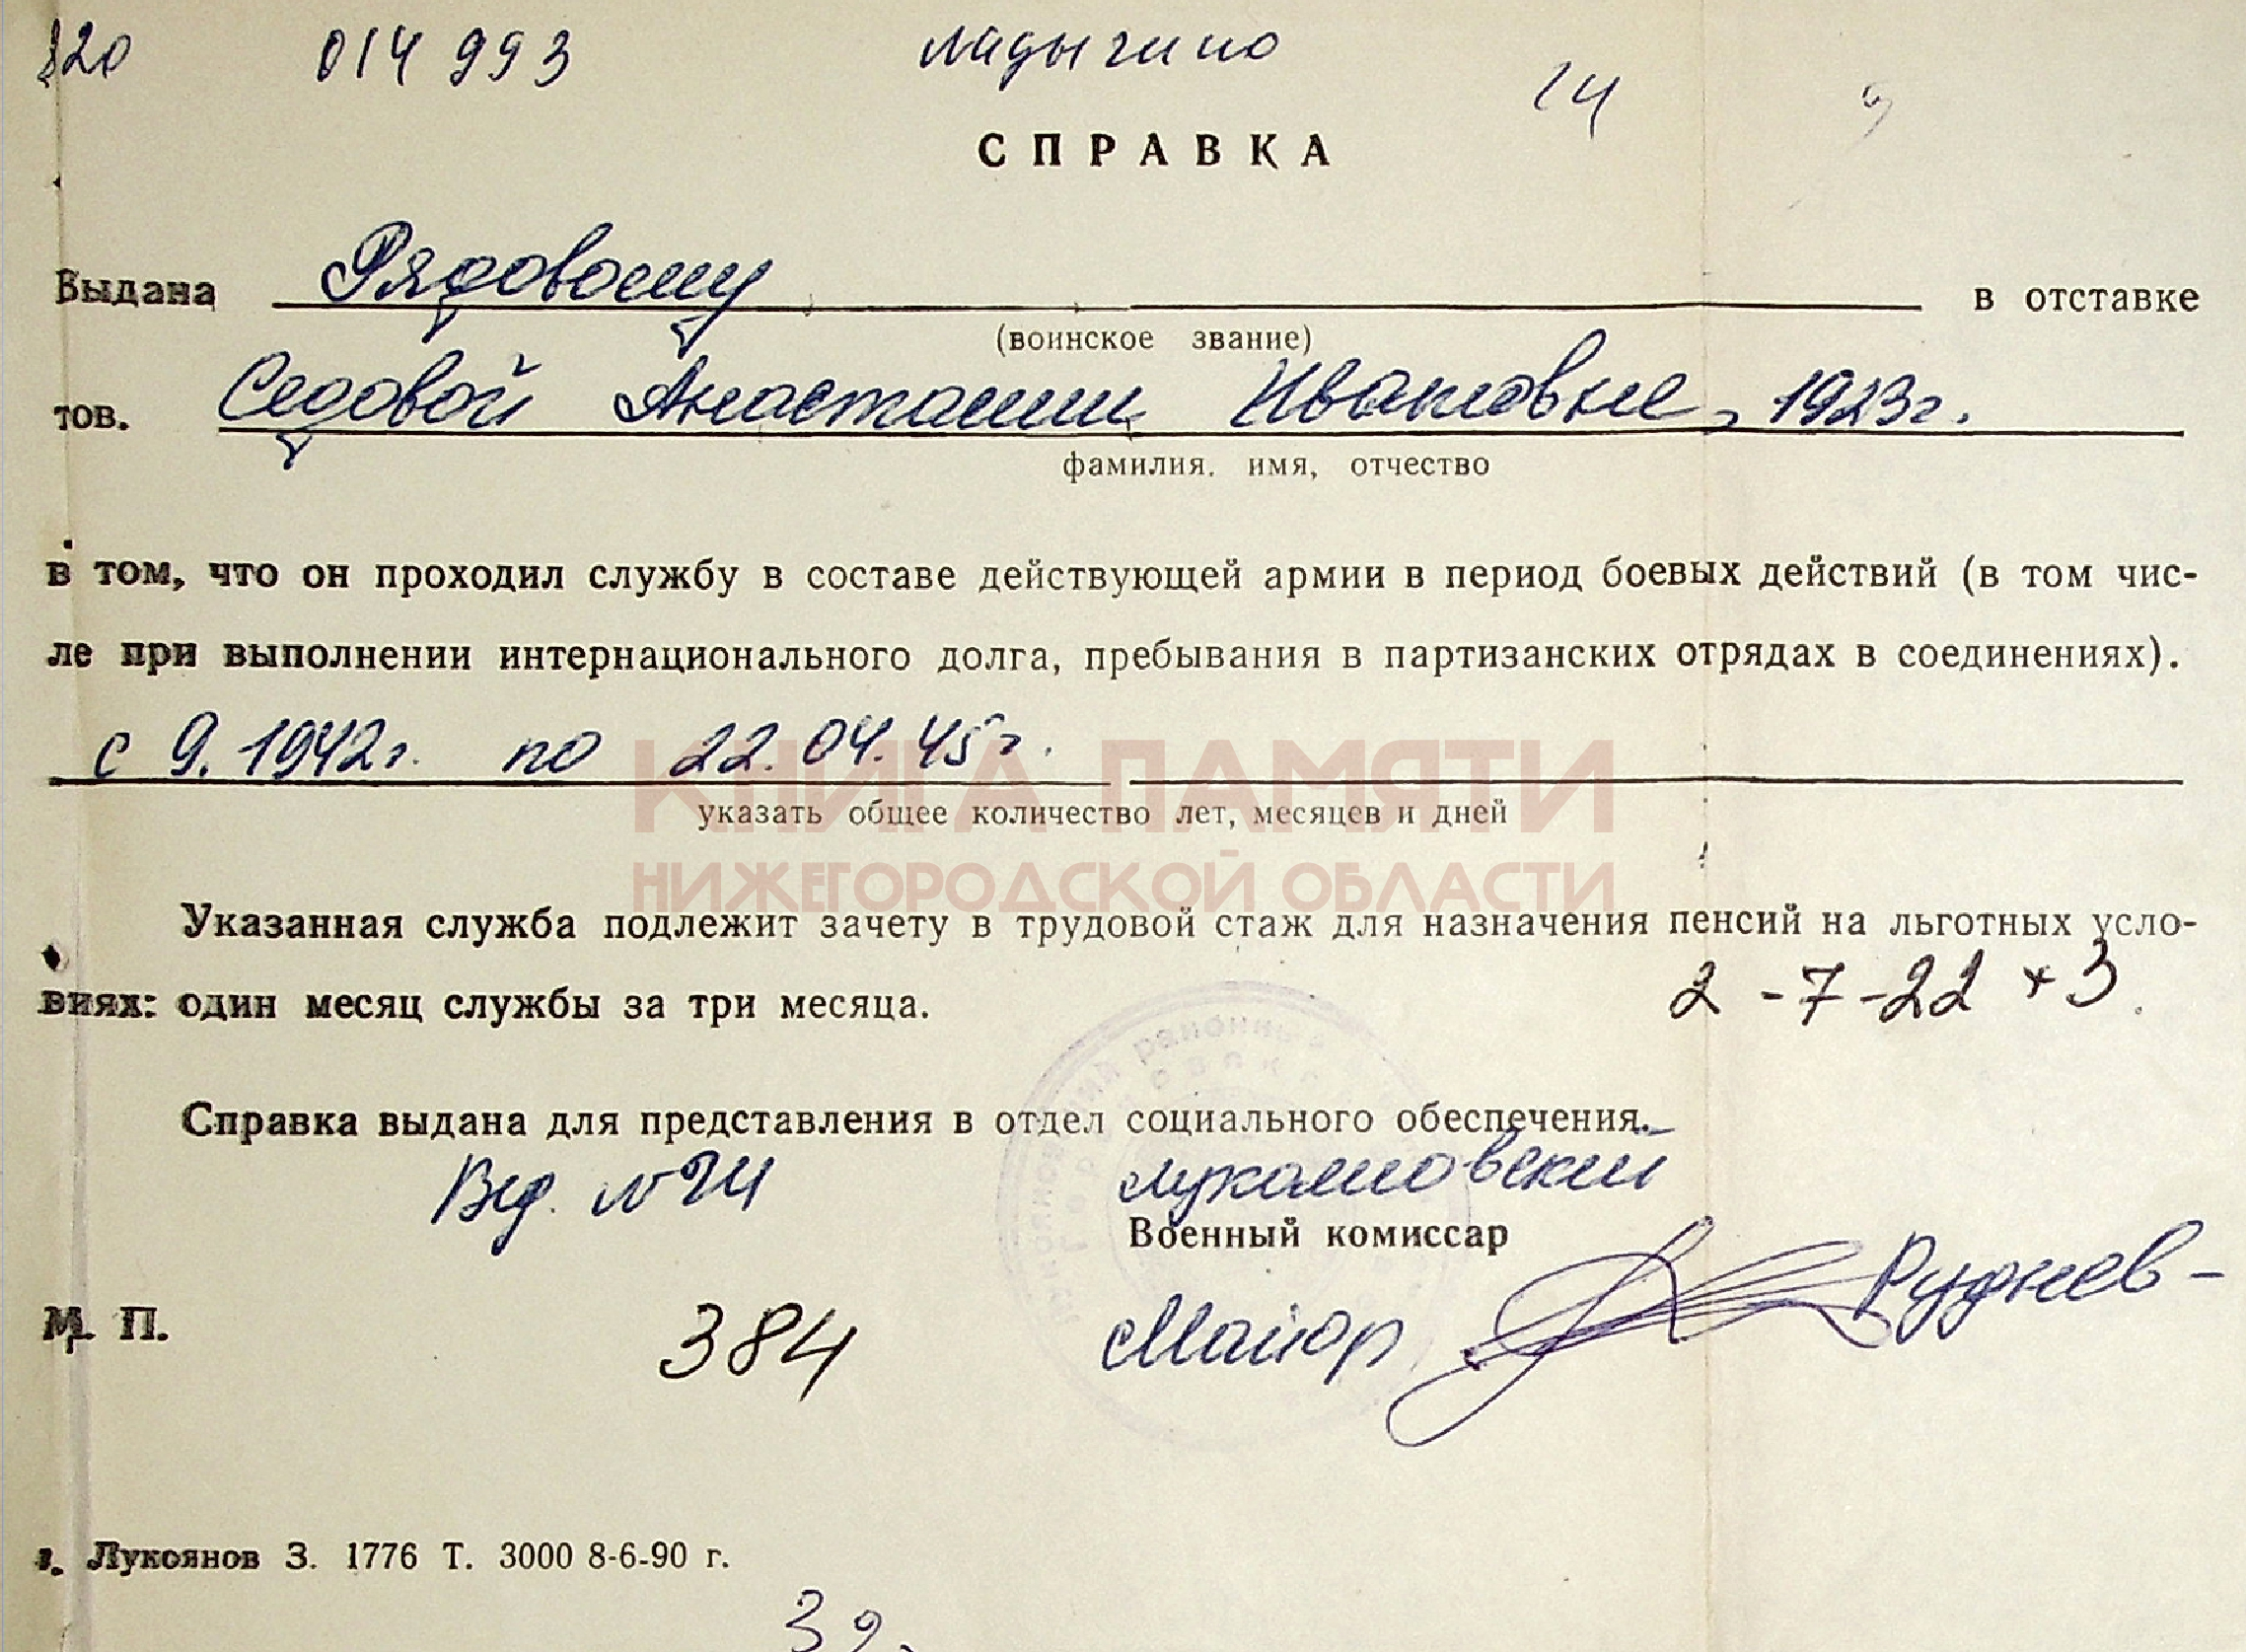 820 014 993 Ладыгино 14
СПРАВКА
Выдана Рядовому в отставке
(воинское звание)
тов. Седовой Анастасии Ивановне, 1923г.
фамилия. имя, отчество
в том, что он проходил службу в составе действующей армии в период боевых действий (в том чис-
ле при выполнении интернационального долга, пребывания в партизанских отрядах в соединениях).
с 9.1942г. по 22.04.45г.
КНИГА ПАМЯТИ
указать общее количество лет, месяцев и дней
НИЖЕГОРОДСКОЙ ОБЛАСТИ
Указанная служба подлежит зачету в трудовой стаж для назначения пенсий на льготных усло-
виях: один месяц службы за три месяца. 2-7-22 × 3
Справка выдана для представления в отдел социального обеспечения.
Лукояновский
Военный комиссар
М. П. 384 Майор Руднев
г. Лукоянов З. 1776 Т. 3000 8-6-90 г.